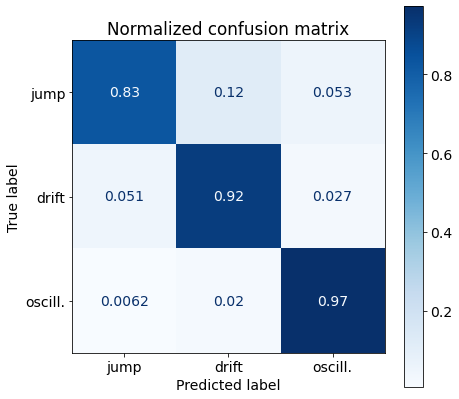 Normalized confusion matrix
True label
jump 0.83 0.12 0.053
drift 0.051 0.92 0.027
oscill. 0.0062 0.02 0.97
jump drift oscill.
Predicted label
0.8
0.6
0.4
0.2